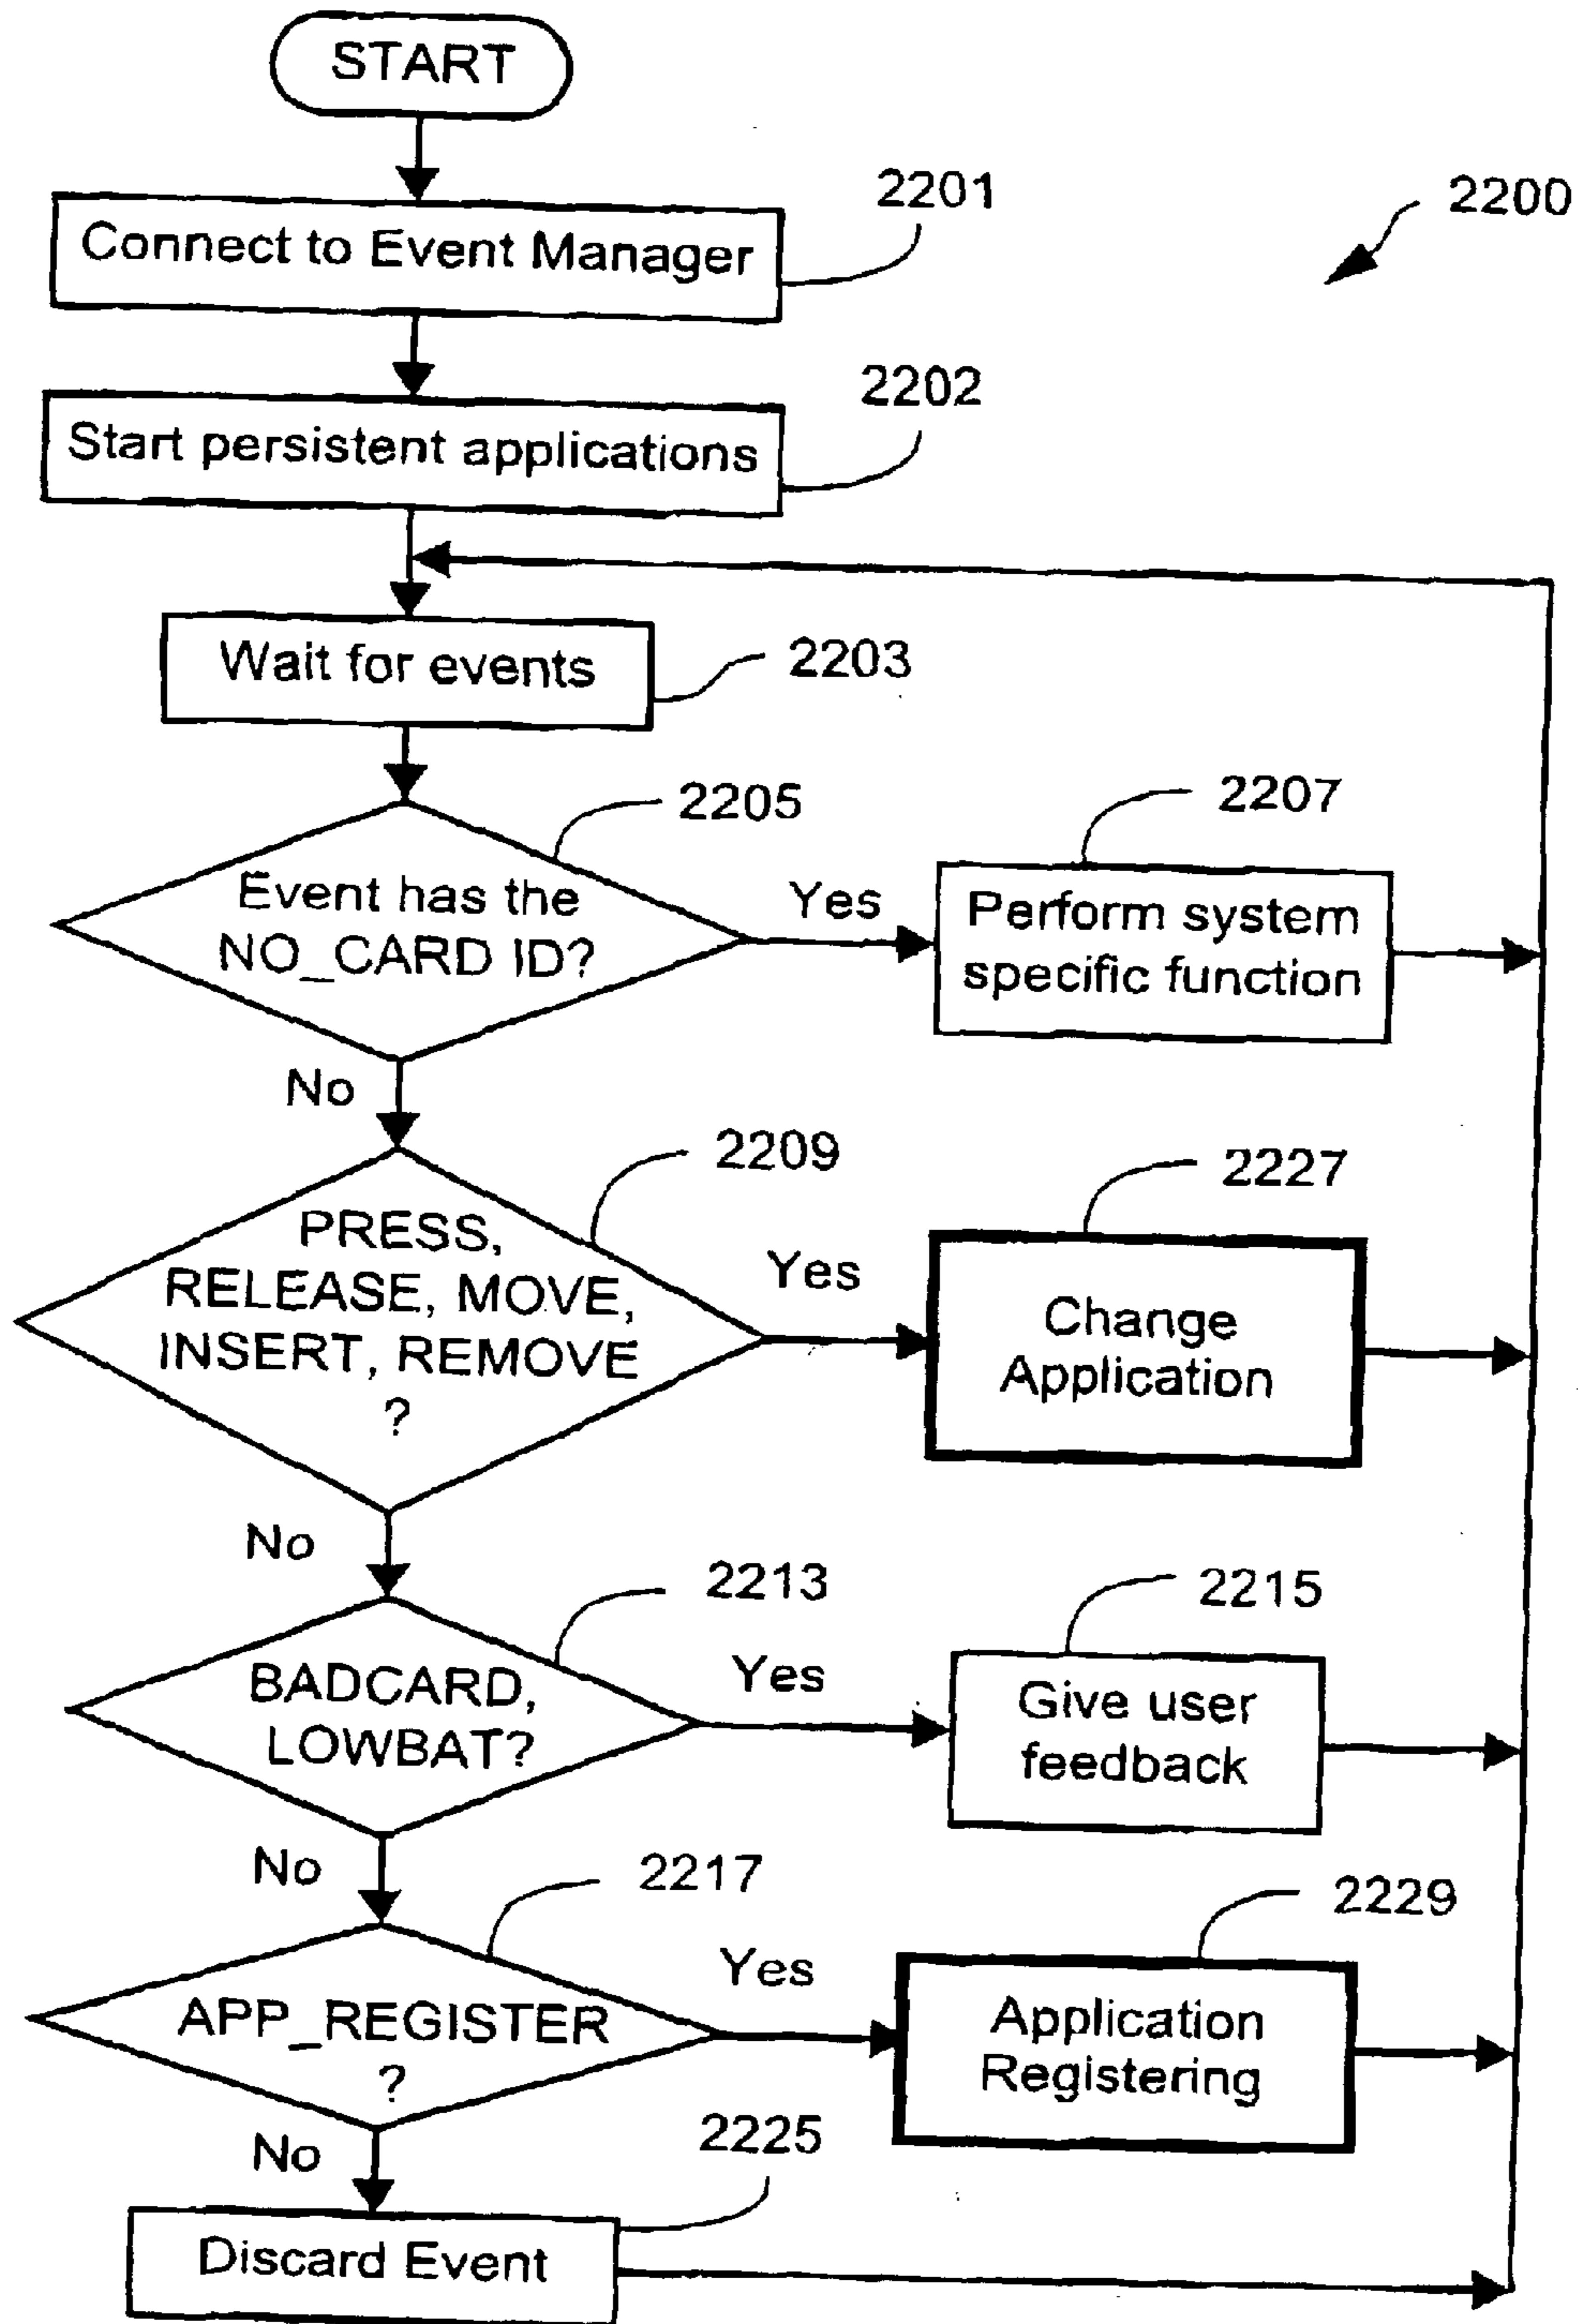 START
2201
2200
Connect to Event Manager
2202
Start persistent applications
Wait for events
2203
2205
2207
Event has the
NO_CARD ID?
Yes
Perform system
specific function
No
2209
2227
PRESS,
RELEASE, MOVE,
INSERT, REMOVE
?
Yes
Change
Application
No
2213
2215
BADCARD,
LOWBAT?
Yes
Give user
feedback
No
2217
2229
APP_REGISTER
?
Yes
Application
Registering
No
2225
Discard Event